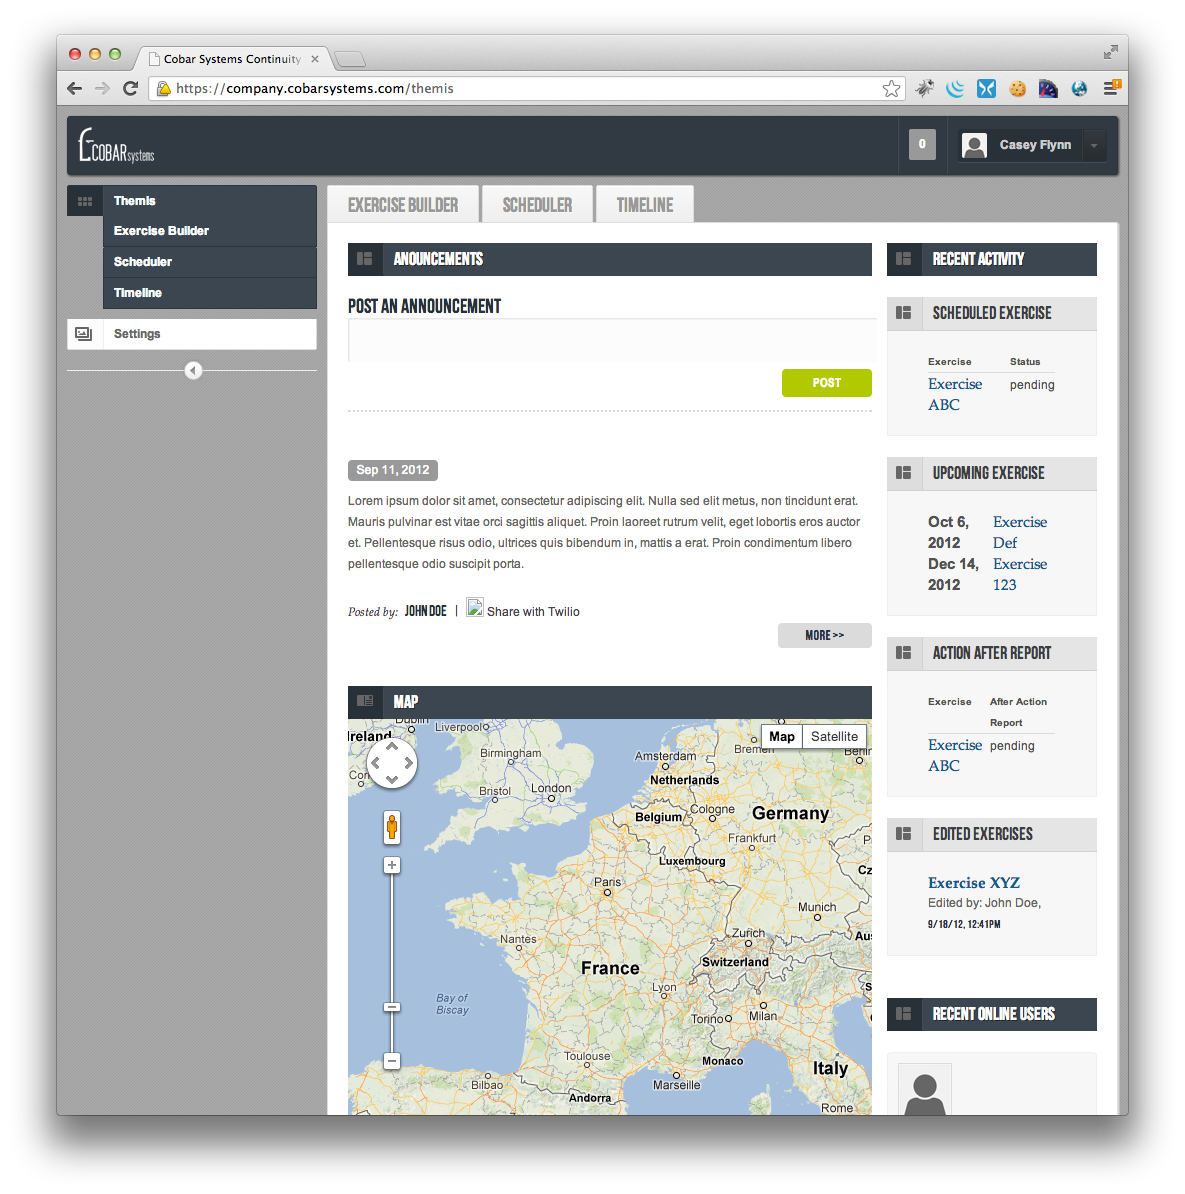 Cobar Systems Continuity
https://company.cobarsystems.com/themis
COBAR systems
0
Casey Flynn
Themis
Exercise Builder
Scheduler
Timeline
Settings
EXERCISE BUILDER
SCHEDULER
TIMELINE
ANOUNCEMENTS
POST AN ANNOUNCEMENT
POST
Sep 11, 2012
Lorem ipsum dolor sit amet, consectetur adipiscing elit. Nulla sed elit metus, non tincidunt erat.
Mauris pulvinar est vitae orci sagittis aliquet. Proin laoreet rutrum velit, eget lobortis eros auctor
et. Pellentesque risus odio, ultrices quis bibendum in, mattis a erat. Proin condimentum libero
pellentesque odio suscipit porta.
Posted by: JOHN DOE | Share with Twilio
MORE >>
MAP
Dublin
Liverpool
Ireland
Map
Satellite
Bremen
Berlin
Birmingham
Amsterdam
Netherlands
Bristol
London
Belgium
Cologne
Germany
Frankfurt
Luxembourg
Paris
Munich
Nantes
Zurich
Switzerland
France
Lyon
Bay of
Biscay
Torino
Milan
Toulouse
Monaco
Italy
Bilbao
Marseille
Andorra
Rome
RECENT ACTIVITY
SCHEDULED EXERCISE
Exercise Status
Exercise pending
ABC
UPCOMING EXERCISE
Oct 6, Exercise
2012 Def
Dec 14, Exercise
2012 123
ACTION AFTER REPORT
Exercise After Action
Report
Exercise pending
ABC
EDITED EXERCISES
Exercise XYZ
Edited by: John Doe,
9/18/12, 12:41PM
RECENT ONLINE USERS